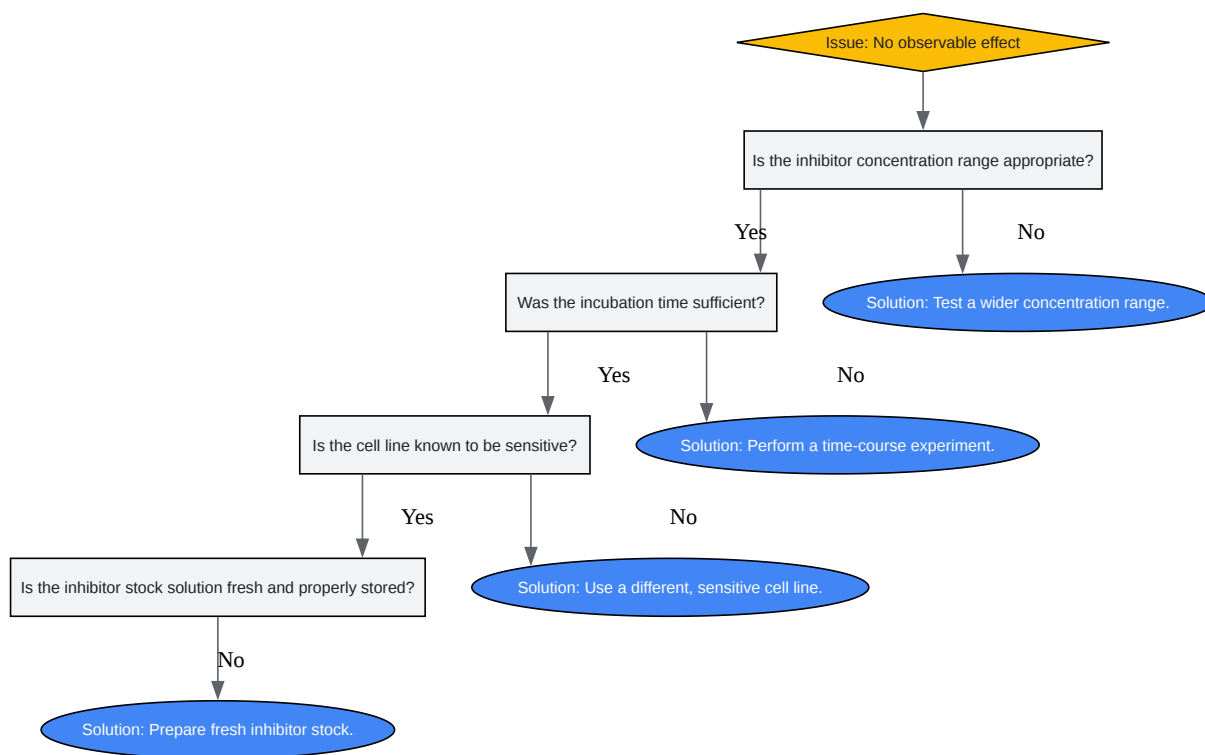 Issue: No observable effect
Is the inhibitor concentration range appropriate?
Yes
No
Was the incubation time sufficient?
Solution: Test a wider concentration range.
Yes
No
Is the cell line known to be sensitive?
Solution: Perform a time-course experiment.
Yes
No
Is the inhibitor stock solution fresh and properly stored?
Solution: Use a different, sensitive cell line.
No
Solution: Prepare fresh inhibitor stock.